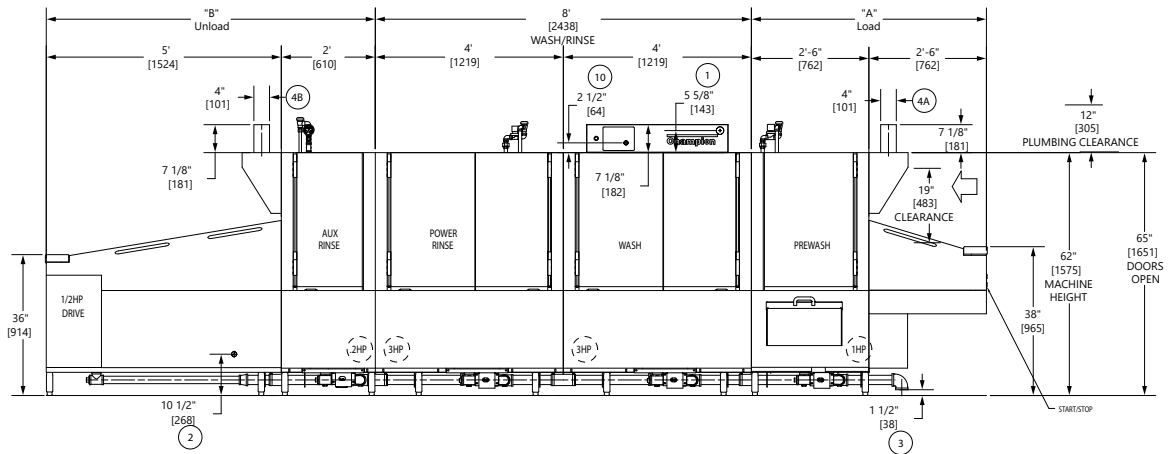 "B"
Unload
8'
[2438]
WASH/RINSE
"A"
Load
5'
[1524]
2'
[610]
4'
[1219]
4'
[1219]
2'-6"
[762]
2'-6"
[762]
4"
[101]
4B
10
2 1/2"
[64]
1
5 5/8"
[143]
4"
[101]
4A
7 1/8"
[181]
12"
[305]
PLUMBING CLEARANCE
Champion
7 1/8"
[181]
7 1/8"
[182]
19"
[483]
CLEARANCE
AUX
RINSE
POWER
RINSE
WASH
PREWASH
62"
[1575]
MACHINE
HEIGHT
65"
[1651]
DOORS
OPEN
36"
[914]
1/2HP
DRIVE
38"
[965]
.2HP
3HP
3HP
1HP
10 1/2"
[268]
2
1 1/2"
[38]
3
START/STOP